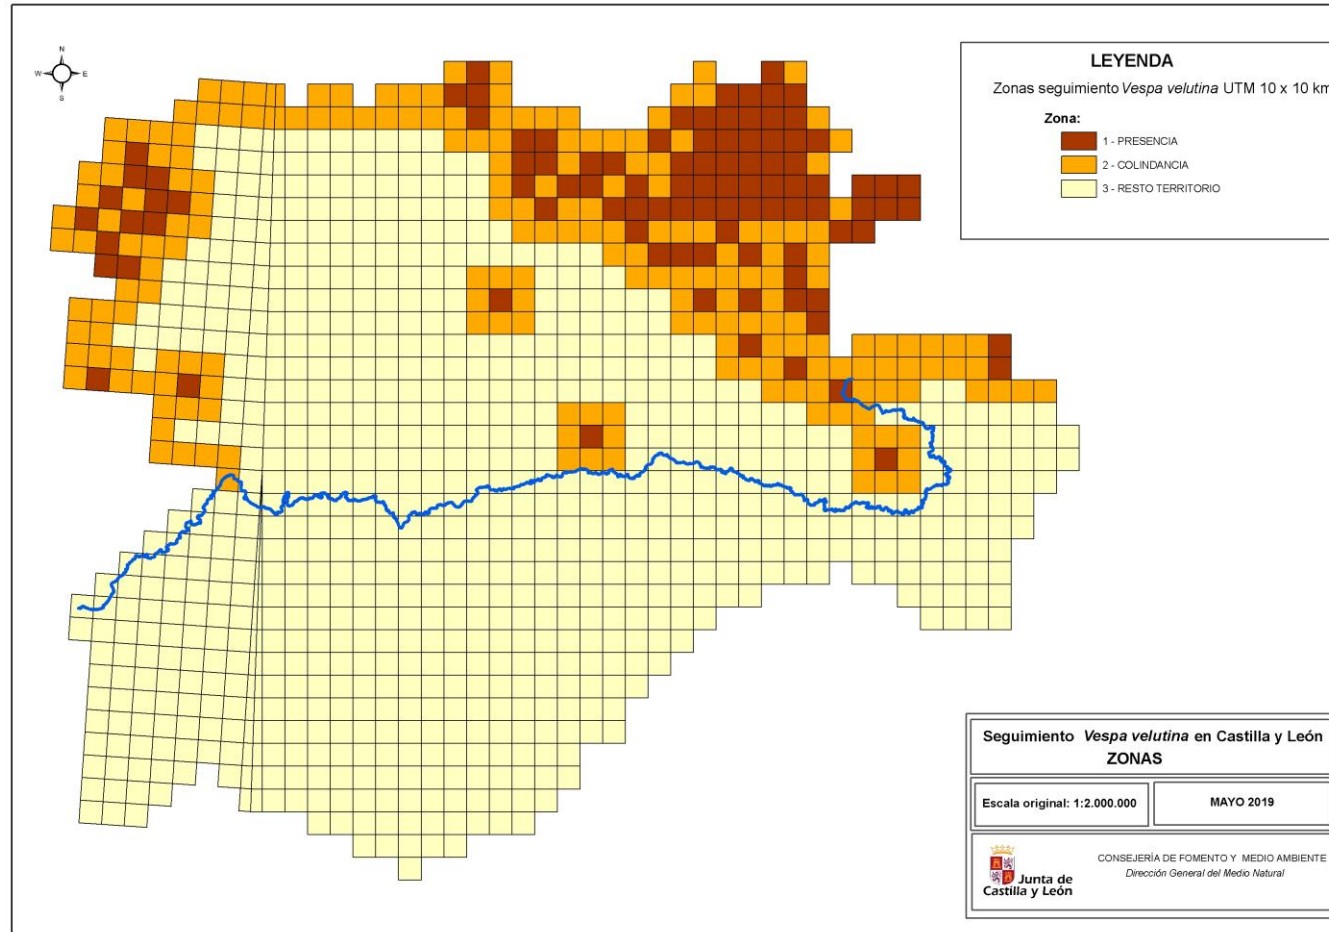 N
W E
S
LEYENDA
Zonas seguimiento Vespa velutina UTM 10 x 10 km
Zona:
1 - PRESENCIA
2 - COLINDANCIA
3 - RESTO TERRITORIO
Seguimiento Vespa velutina en Castilla y León
ZONAS
Escala original: 1:2.000.000
MAYO 2019
Junta de
Castilla y León
CONSEJERÍA DE FOMENTO Y MEDIO AMBIENTE
Dirección General del Medio Natural